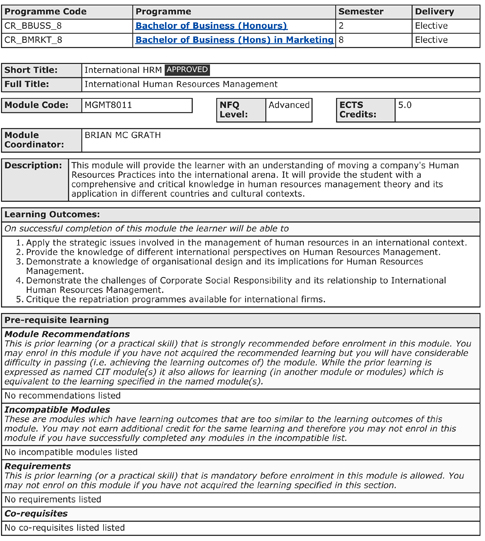 Programme Code Programme Semester Delivery
CR_BBUSS_8 Bachelor of Business (Honours) 2 Elective
CR_BMRKT_8 Bachelor of Business (Hons) in Marketing 8 Elective
Short Title: International HRM APPROVED
Full Title: International Human Resources Management
Module Code: MGMT8011 NFQ Level: Advanced ECTS Credits: 5.0
Module Coordinator: BRIAN MC GRATH
Description: This module will provide the learner with an understanding of moving a company's Human
Resources Practices into the international arena. It will provide the student with a
comprehensive and critical knowledge in human resources management theory and its
application in different countries and cultural contexts.
Learning Outcomes:
On successful completion of this module the learner will be able to
1. Apply the strategic issues involved in the management of human resources in an international context.
2. Provide the knowledge of different international perspectives on Human Resource Management.
3. Demonstrate a knowledge of organisational design and its implications for Human Resources
Management.
4. Demonstrate the challenges of Corporate Social Responsibility and its relationship to International
Human Resources Management.
5. Critique the repatriation programmes available for international firms.
Pre-requisite learning
Module Recommendations
This is prior learning (or a practical skill) that is strongly recommended before enrolment in this module. You
may enrol in this module if you have not acquired the recommended learning but you will have considerable
difficulty in passing (i.e. achieving the learning outcomes of) the module. While the prior learning is
expressed as named CIT module(s) it also allows for learning (in another module or modules) which is
equivalent to the learning specified in the named module(s).
No recommendations listed
Incompatible Modules
These are modules which have learning outcomes that are too similar to the learning outcomes of this
module. You may not earn additional credit for the same learning and therefore you may not enrol in this
module if you have successfully completed any modules in the incompatible list.
No incompatible modules listed
Requirements
This is prior learning (or a practical skill) that is mandatory before enrolment in this module is allowed. You
may not enrol on this module if you have not acquired the learning specified in this section.
No requirements listed
Co-requisites
No co-requisites listed listed